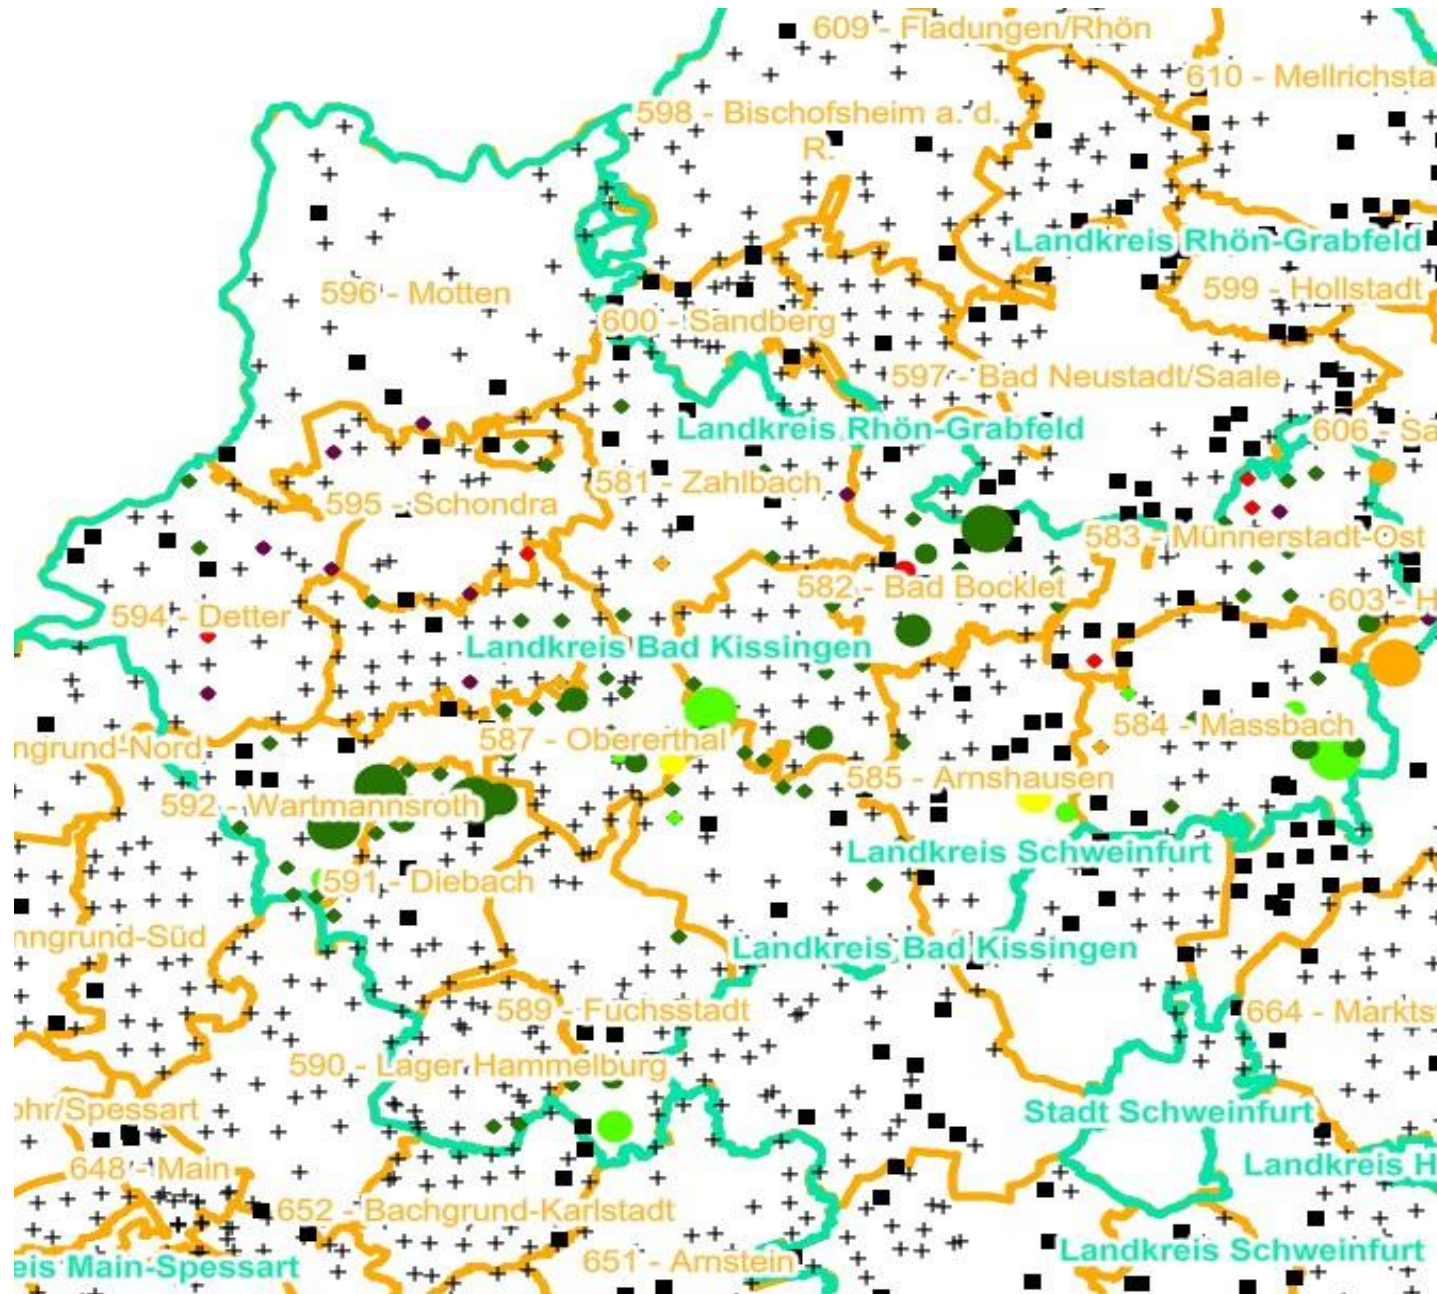 609 - Fladungen/Rhön
610 - Mellrichsta
598 - Bischofsheim a. d.
R.
Landkreis Rhön-Grabfeld
596 - Motten
599 - Hollstadt
600 - Sandberg
597 - Bad Neustadt/Saale
Landkreis Rhön-Grabfeld
606 - Sa
581 - Zahlbach
595 - Schondra
583 - Münnerstadt-Ost
582 - Bad Bocklet
603 - H
594 - Detter
Landkreis Bad Kissingen
584 - Massbach
587 - Oberertha
ngrund-Nord
585 - Arnshausen
592 - Wartmannsroth
Landkreis Schweinfurt
591 - Diebach
nngrund-Süd
Landkreis Bad Kissingen
589 - Fuchsstadt
664 - Markts
590 - Lager Hammelburg
ohr/Spessart
Stadt Schweinfurt
648 - Main
Landkreis H
652 - Bachgrund-Karlstadt
Landkreis Schweinfurt
651 - Arnstein
eis Main-Spessart